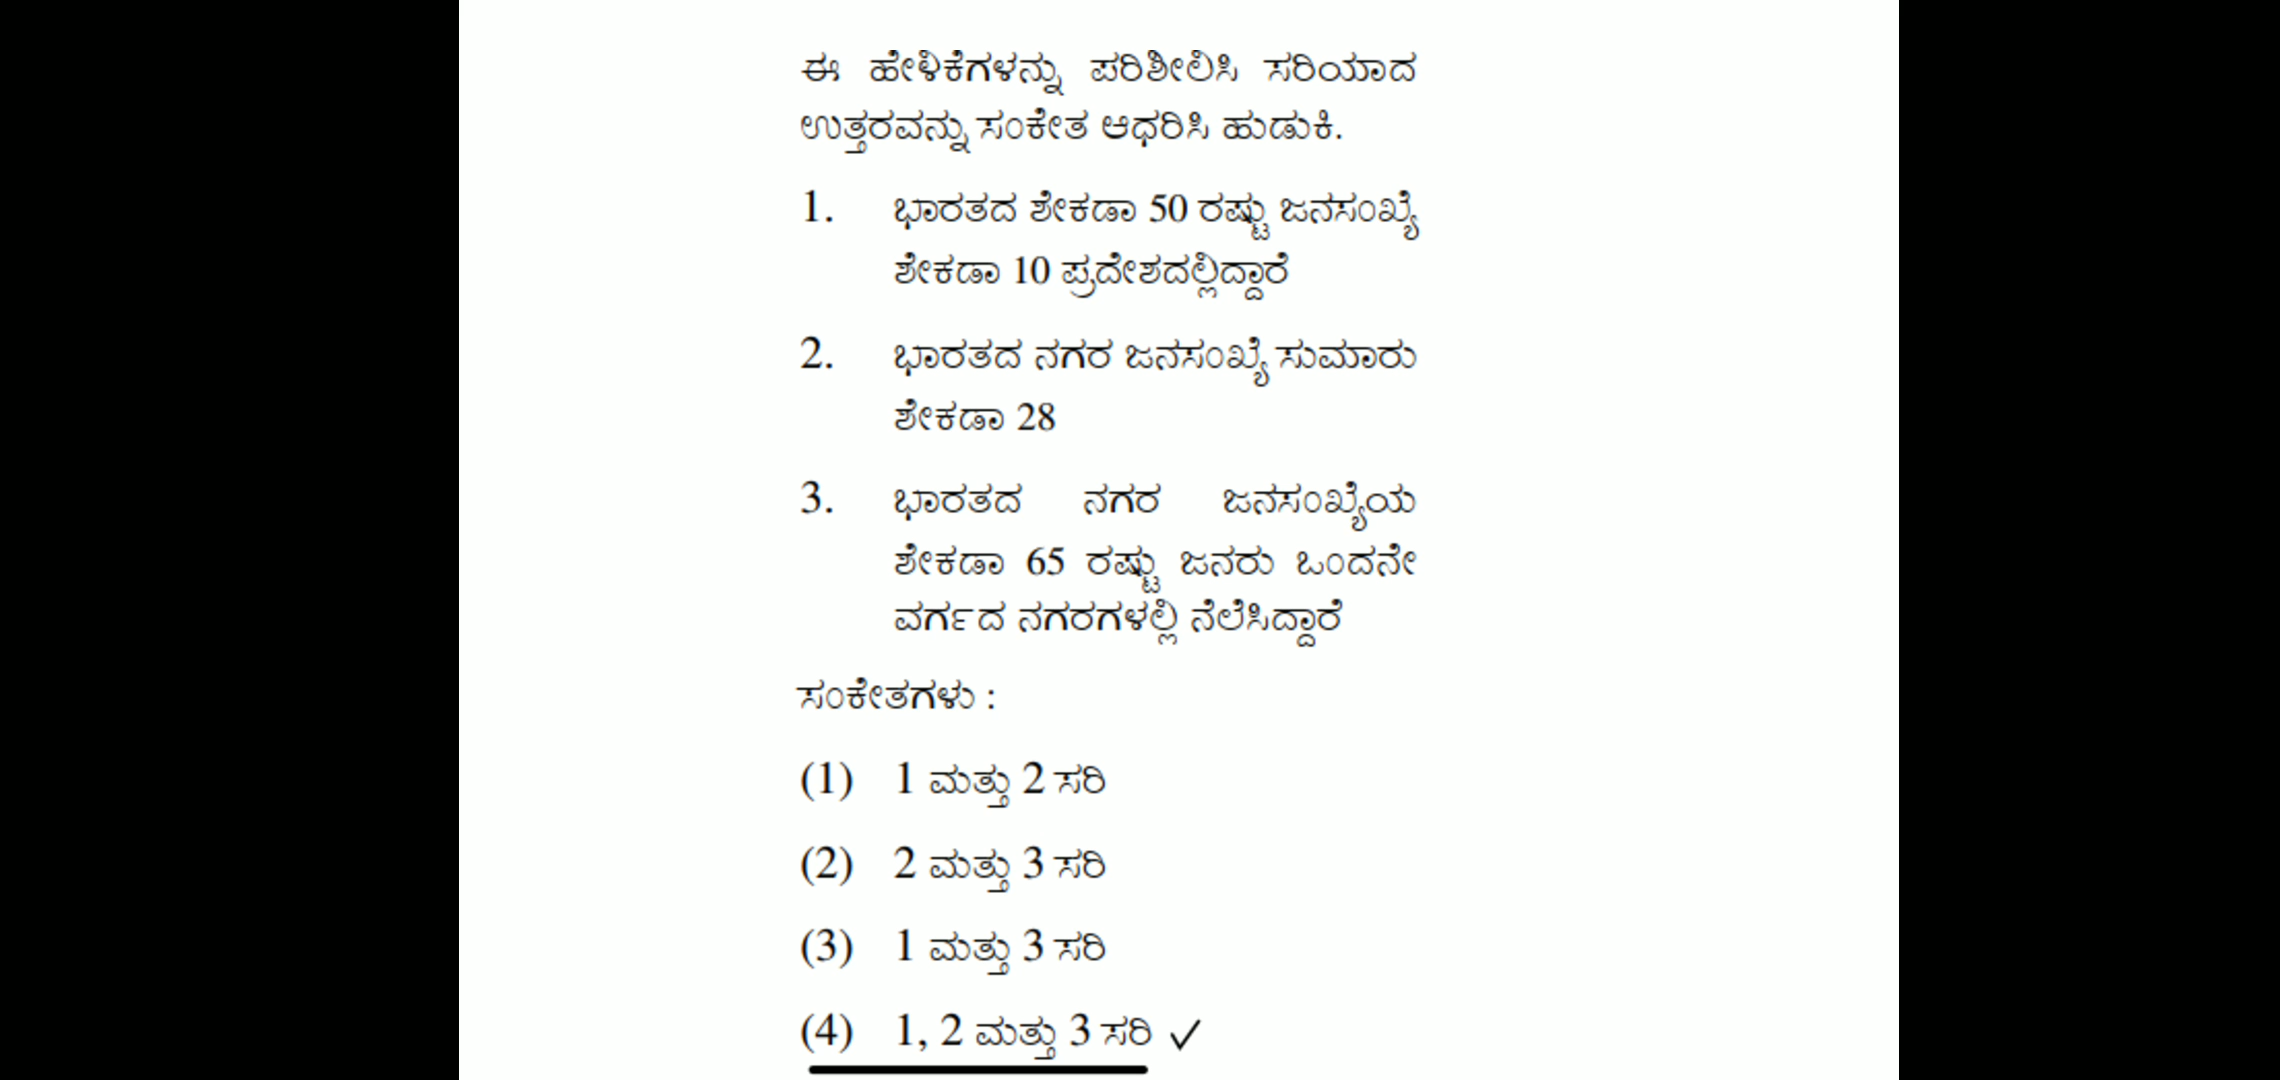 ಈ ಹೇಳಿಕೆಗಳನ್ನು ಪರಿಶೀಲಿಸಿ ಸರಿಯಾದ
ಉತ್ತರವನ್ನು ಸಂಕೇತ ಆಧರಿಸಿ ಹುಡುಕಿ.
1. ಭಾರತದ ಶೇಕಡಾ 50 ರಷ್ಟು ಜನಸಂಖ್ಯೆ
ಶೇಕಡಾ 10 ಪ್ರದೇಶದಲ್ಲಿದ್ದಾರೆ
2. ಭಾರತದ ನಗರ ಜನಸಂಖ್ಯೆ ಸುಮಾರು
ಶೇಕಡಾ 28
3. ಭಾರತದ ನಗರ ಜನಸಂಖ್ಯೆಯ
ಶೇಕಡಾ 65 ರಷ್ಟು ಜನರು ಒಂದನೇ
ವರ್ಗದ ನಗರಗಳಲ್ಲಿ ನೆಲೆಸಿದ್ದಾರೆ
ಸಂಕೇತಗಳು :
(1) 1 ಮತ್ತು 2 ಸರಿ
(2) 2 ಮತ್ತು 3 ಸರಿ
(3) 1 ಮತ್ತು 3 ಸರಿ
(4) 1, 2 ಮತ್ತು 3 ಸರಿ ✓